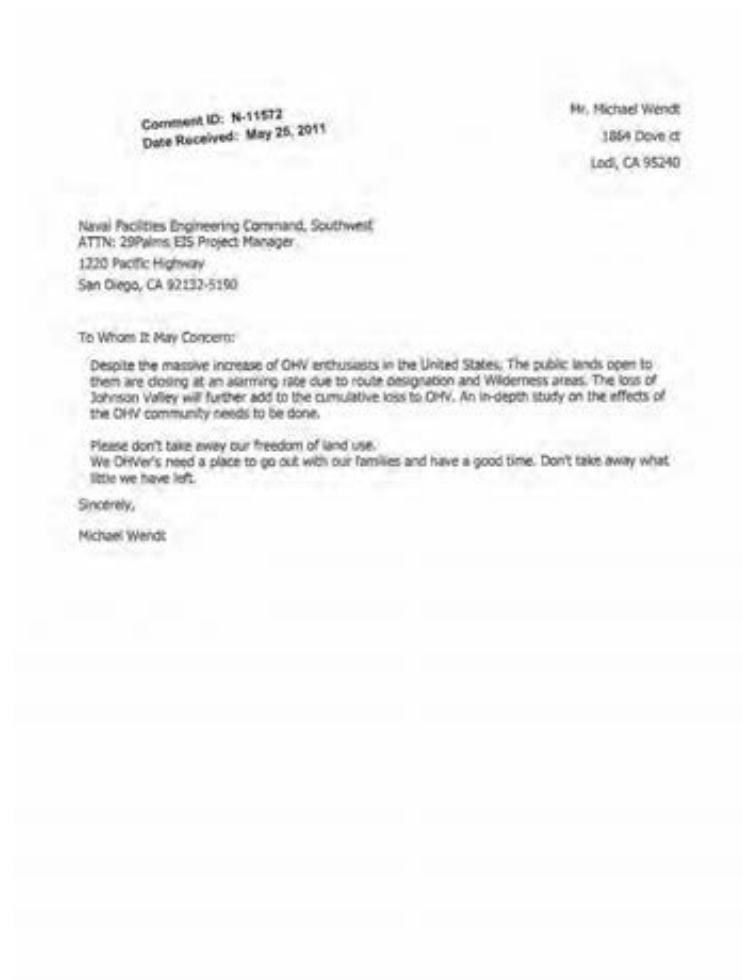 Comment ID: N-11572
Date Received: May 25, 2011
Mr. Michael Wendt
1864 Dove ct
Lodi, CA 95240
Naval Facilities Engineering Command, Southwest
ATTN: 29Palms EIS Project Manager
1220 Pacific Highway
San Diego, CA 92132-5190
To Whom It May Concern:
Despite the massive increase of OHV enthusiasts in the United States. The public lands open to
them are closing at an alarming rate due to route designation and Wilderness areas. The loss of
Johnson Valley will further add to the cumulative loss to OHV. An in-depth study on the effects of
the OHV community needs to be done.
Please don't take away our freedom of land use.
We OHVer's need a place to go out with our families and have a good time. Don't take away what
little we have left.
Sincerely,
Michael Wendt